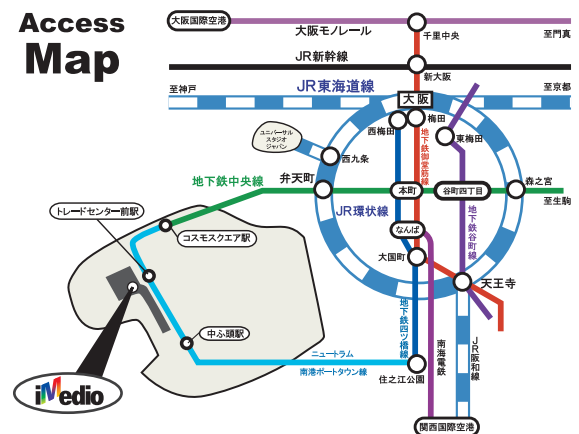 Access
Map
大阪国際空港
大阪モノレール
千里中央
至門真
JR新幹線
新大阪
至神戸
JR東海道線
至京都
大阪
西梅田
梅田
東梅田
ユニバーサル
スタジオ
ジャパン
西九条
地下鉄御堂筋線
地下鉄中央線
弁天町
本町
谷町四丁目
森之宮
至生駒
トレードセンター前駅
JR環状線
地下鉄谷町線
コスモスクエア駅
なんば
大国町
天王寺
中ふ頭駅
地下鉄四ツ橋線
南海電鉄
JR阪和線
ニュートラム
南港ポートタウン線
住之江公園
iMedio
関西国際空港